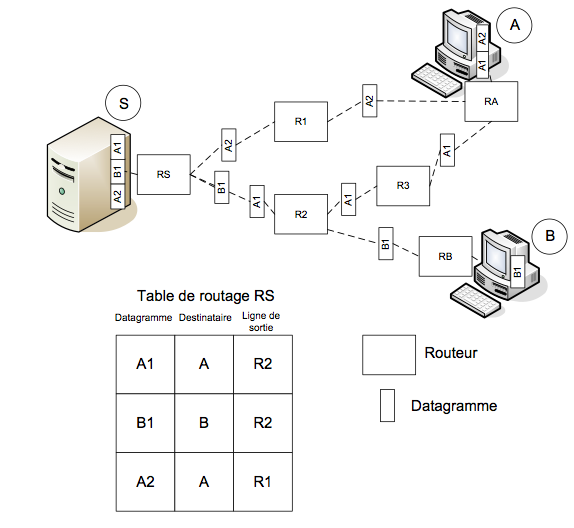 A
A2
A1
RA
S
R1
A2
A2
A1
B1
A2
RS
A1
B1
A1
R2
A1
R3
B
B1
RB
B1
Table de routage RS
Datagramme Destinataire Ligne de
sortie
A1 A R2
B1 B R2
A2 A R1
Routeur
Datagramme